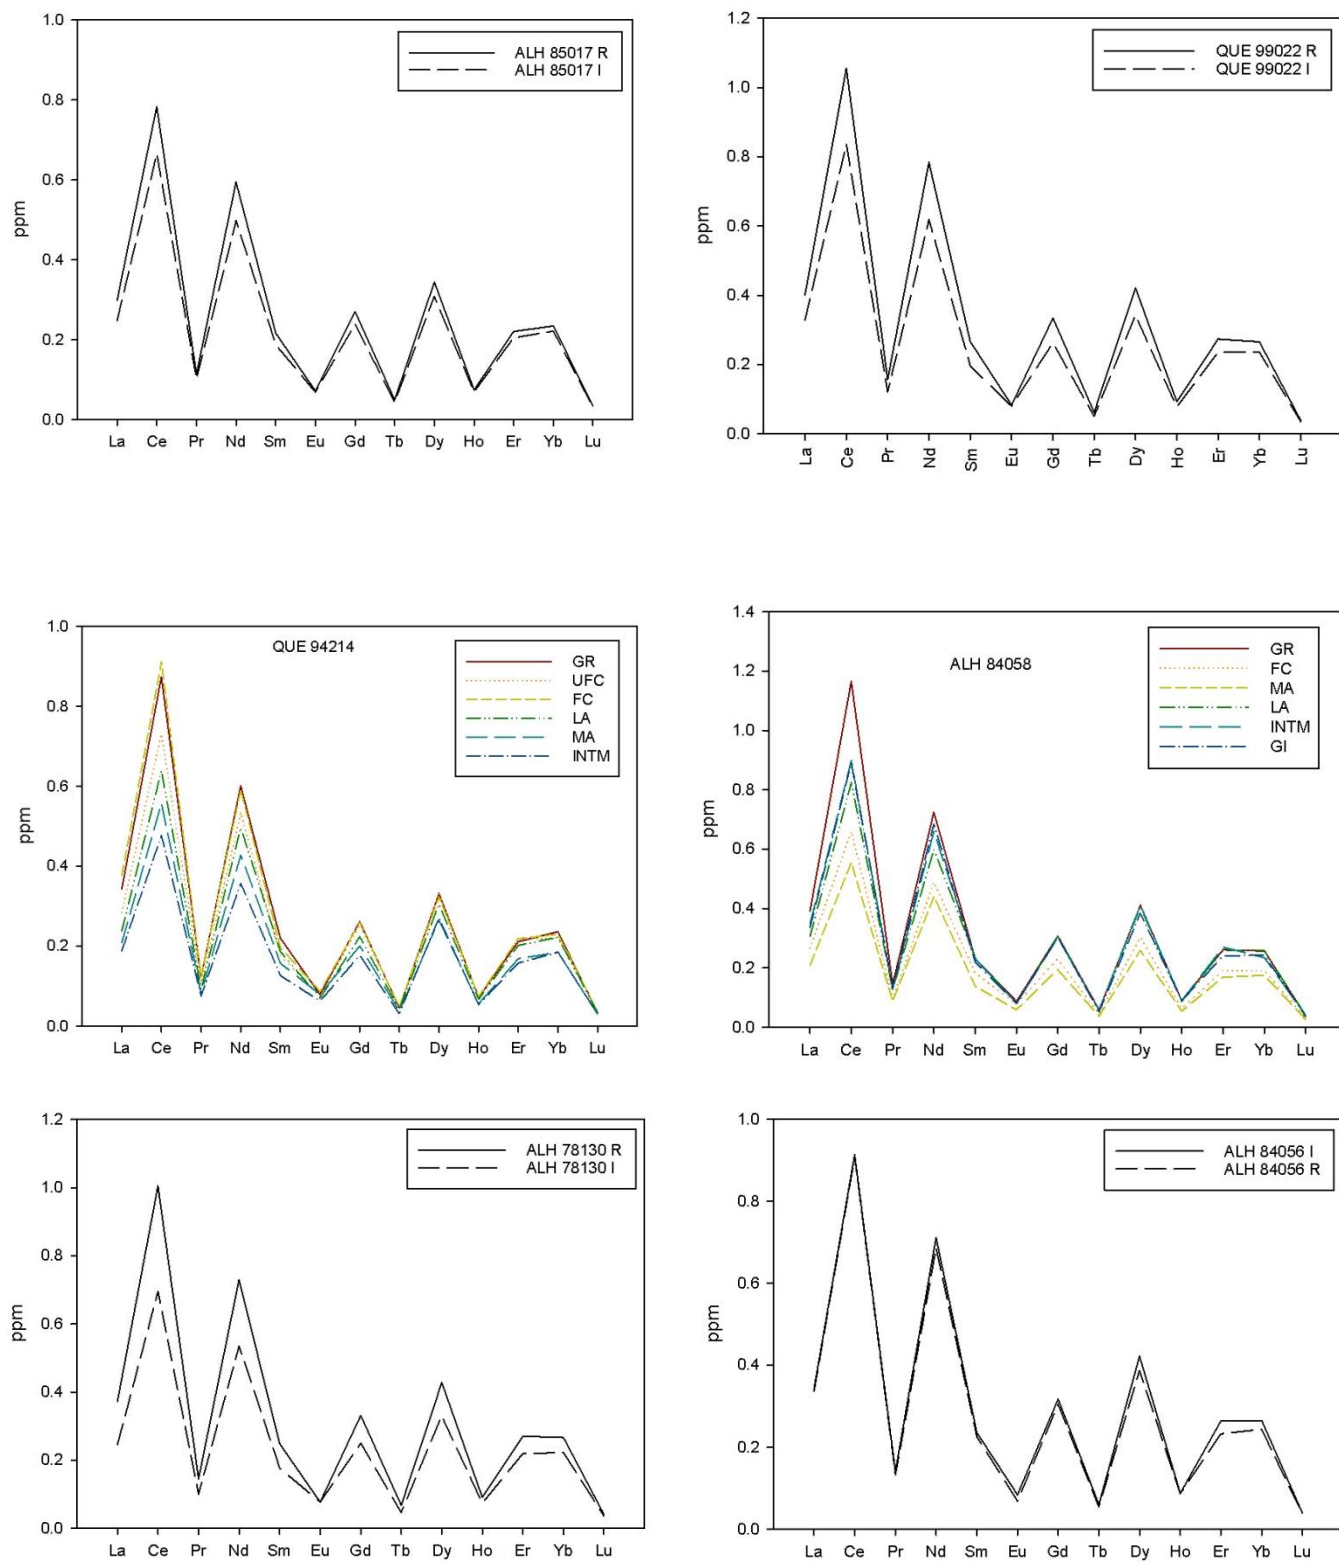 1.0
0.8
0.6
0.4
0.2
0.0
ppm
ALH 85017 R
ALH 85017 I
La Ce Pr Nd Sm Eu Gd Tb Dy Ho Er Yb Lu
1.2
1.0
0.8
0.6
0.4
0.2
0.0
ppm
QUE 99022 R
QUE 99022 I
La Ce Pr Nd Sm Eu Gd Tb Dy Ho Er Yb Lu
1.0
0.8
0.6
0.4
0.2
0.0
ppm
QUE 94214
GR
UFC
FC
LA
MA
INTM
La Ce Pr Nd Sm Eu Gd Tb Dy Ho Er Yb Lu
1.4
1.2
1.0
0.8
0.6
0.4
0.2
0.0
ppm
ALH 84058
GR
FC
MA
LA
INTM
GI
La Ce Pr Nd Sm Eu Gd Tb Dy Ho Er Yb Lu
1.2
1.0
0.8
0.6
0.4
0.2
0.0
ppm
ALH 78130 R
ALH 78130 I
La Ce Pr Nd Sm Eu Gd Tb Dy Ho Er Yb Lu
1.0
0.8
0.6
0.4
0.2
0.0
ppm
ALH 84056 I
ALH 84056 R
La Ce Pr Nd Sm Eu Gd Tb Dy Ho Er Yb Lu